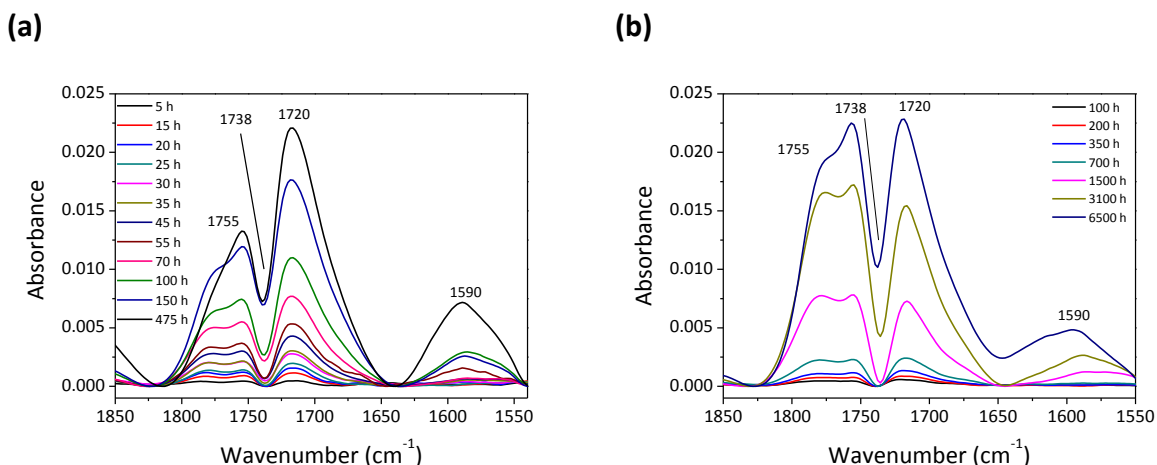 (a)
0.025
0.020
0.015
0.010
0.005
0.000
Absorbance
5 h
15 h
20 h
25 h
30 h
35 h
45 h
55 h
70 h
100 h
150 h
475 h
1738
1720
1755
1590
1850
1800
1750
1700
1650
1600
1550
Wavenumber (cm⁻¹)
(b)
0.025
0.020
0.015
0.010
0.005
0.000
Absorbance
1738
1720
1755
1590
100 h
200 h
350 h
700 h
1500 h
3100 h
6500 h
1850
1800
1750
1700
1650
1600
1550
Wavenumber (cm⁻¹)